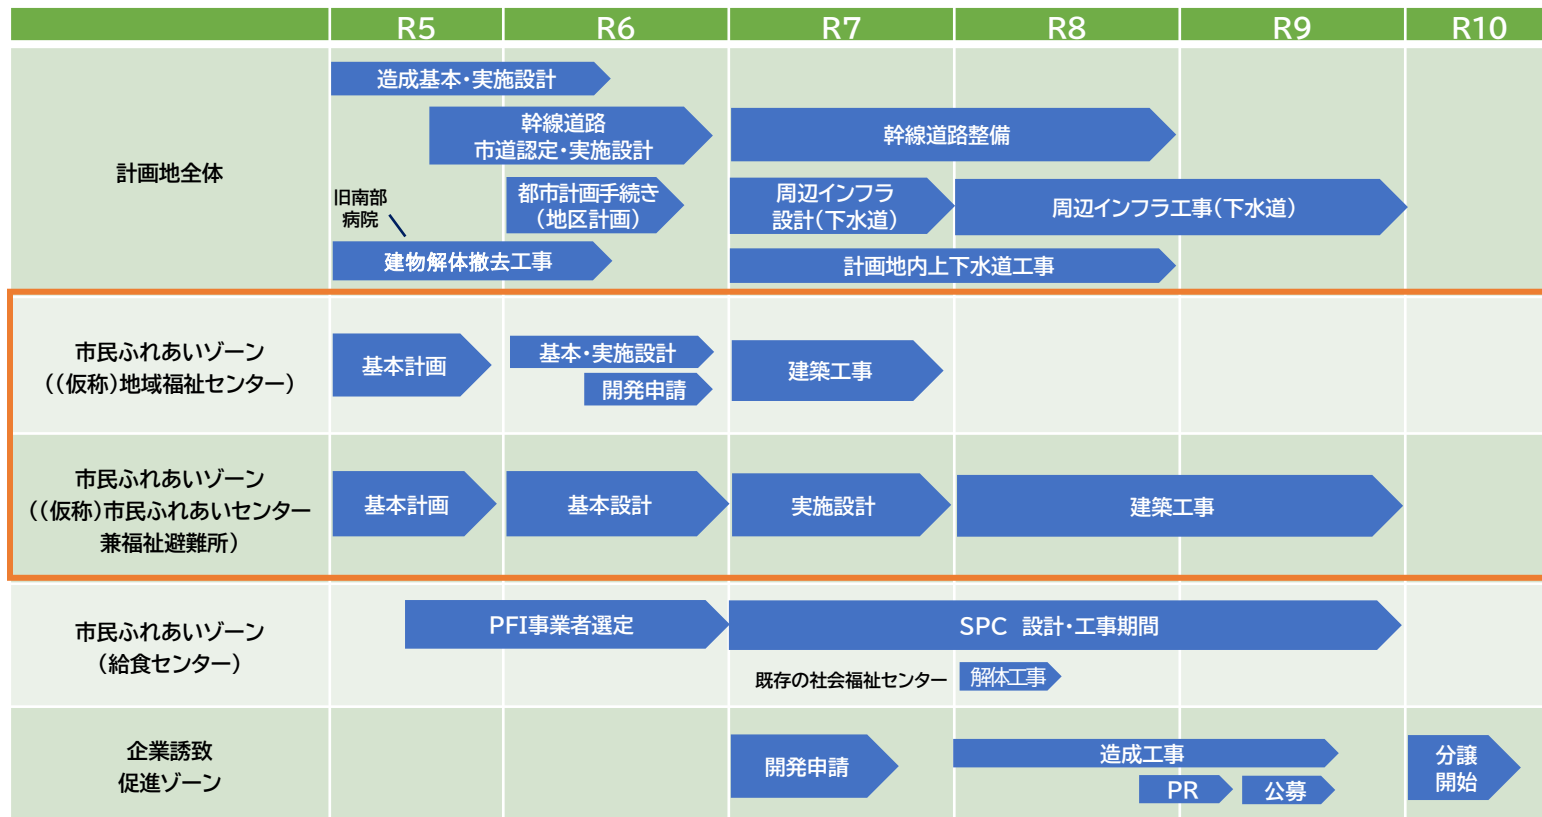 R5
R6
R7
R8
R9
R10
計画地全体
造成基本・実施設計
幹線道路
市道認定・実施設計
幹線道路整備
都市計画手続き
（地区計画）
周辺インフラ
設計（下水道）
周辺インフラ工事（下水道）
旧南部
病院
建物解体撤去工事
計画地内上下水道工事
市民ふれあいゾーン
（（仮称）地域福祉センター）
基本計画
基本・実施設計
開発申請
建築工事
市民ふれあいゾーン
（（仮称）市民ふれあいセンター
兼福祉避難所）
基本計画
基本設計
実施設計
建築工事
市民ふれあいゾーン
（給食センター）
PFI事業者選定
SPC　設計・工事期間
既存の社会福祉センター
解体工事
企業誘致
促進ゾーン
開発申請
造成工事
PR
公募
分譲
開始